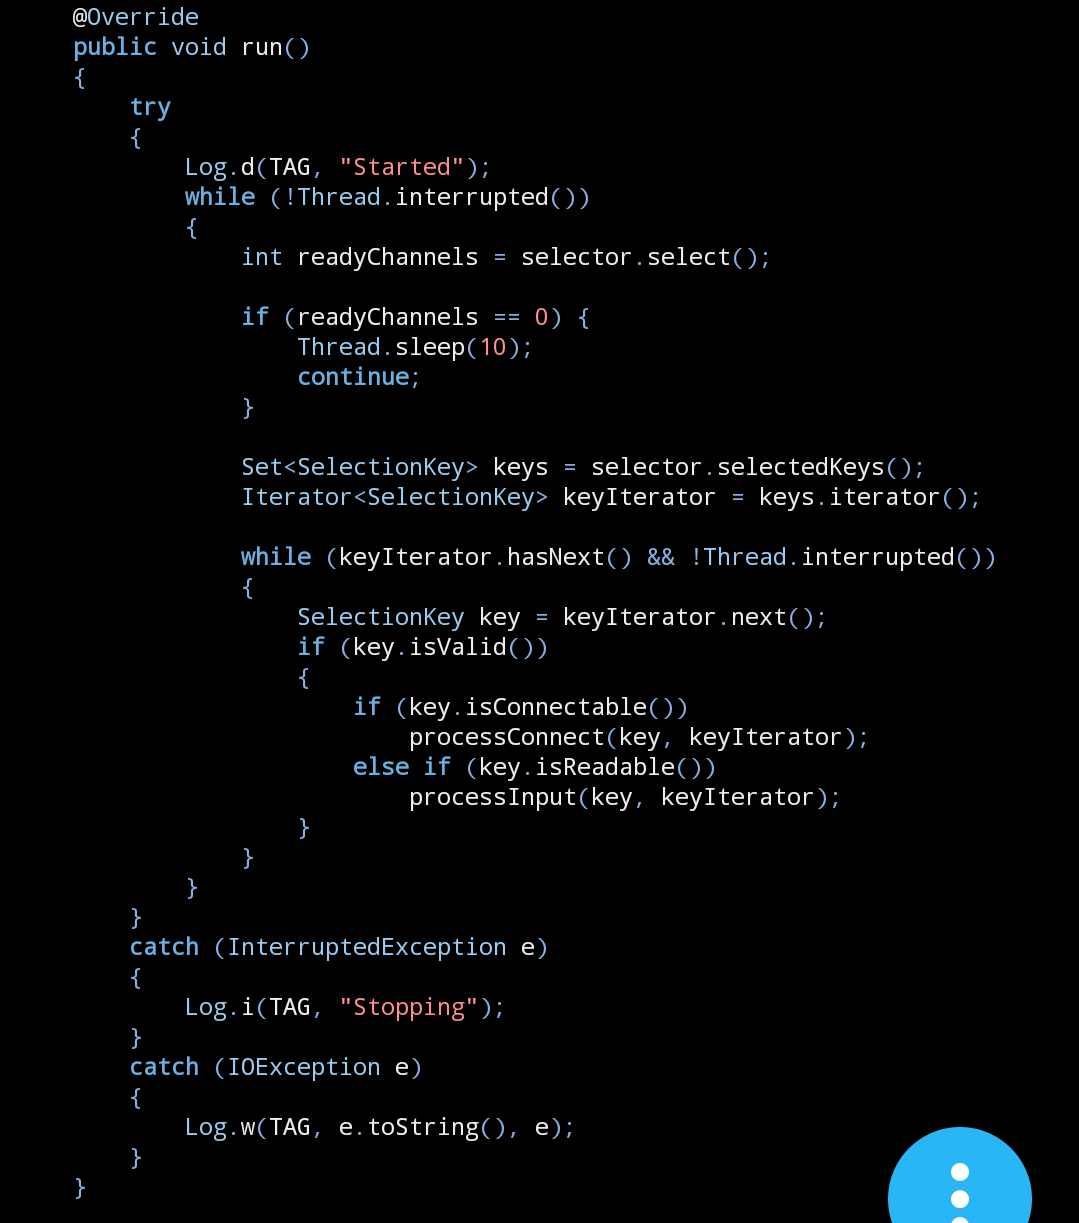 @Override
public void run()
{
    try
    {
        Log.d(TAG, "Started");
        while (!Thread.interrupted())
        {
            int readyChannels = selector.select();

            if (readyChannels == 0) {
                Thread.sleep(10);
                continue;
            }

            Set<SelectionKey> keys = selector.selectedKeys();
            Iterator<SelectionKey> keyIterator = keys.iterator();

            while (keyIterator.hasNext() && !Thread.interrupted())
            {
                SelectionKey key = keyIterator.next();
                if (key.isValid())
                {
                    if (key.isConnectable())
                        processConnect(key, keyIterator);
                    else if (key.isReadable())
                        processInput(key, keyIterator);
                }
            }
        }
    }
    catch (InterruptedException e)
    {
        Log.i(TAG, "Stopping");
    }
    catch (IOException e)
    {
        Log.w(TAG, e.toString(), e);
    }
}